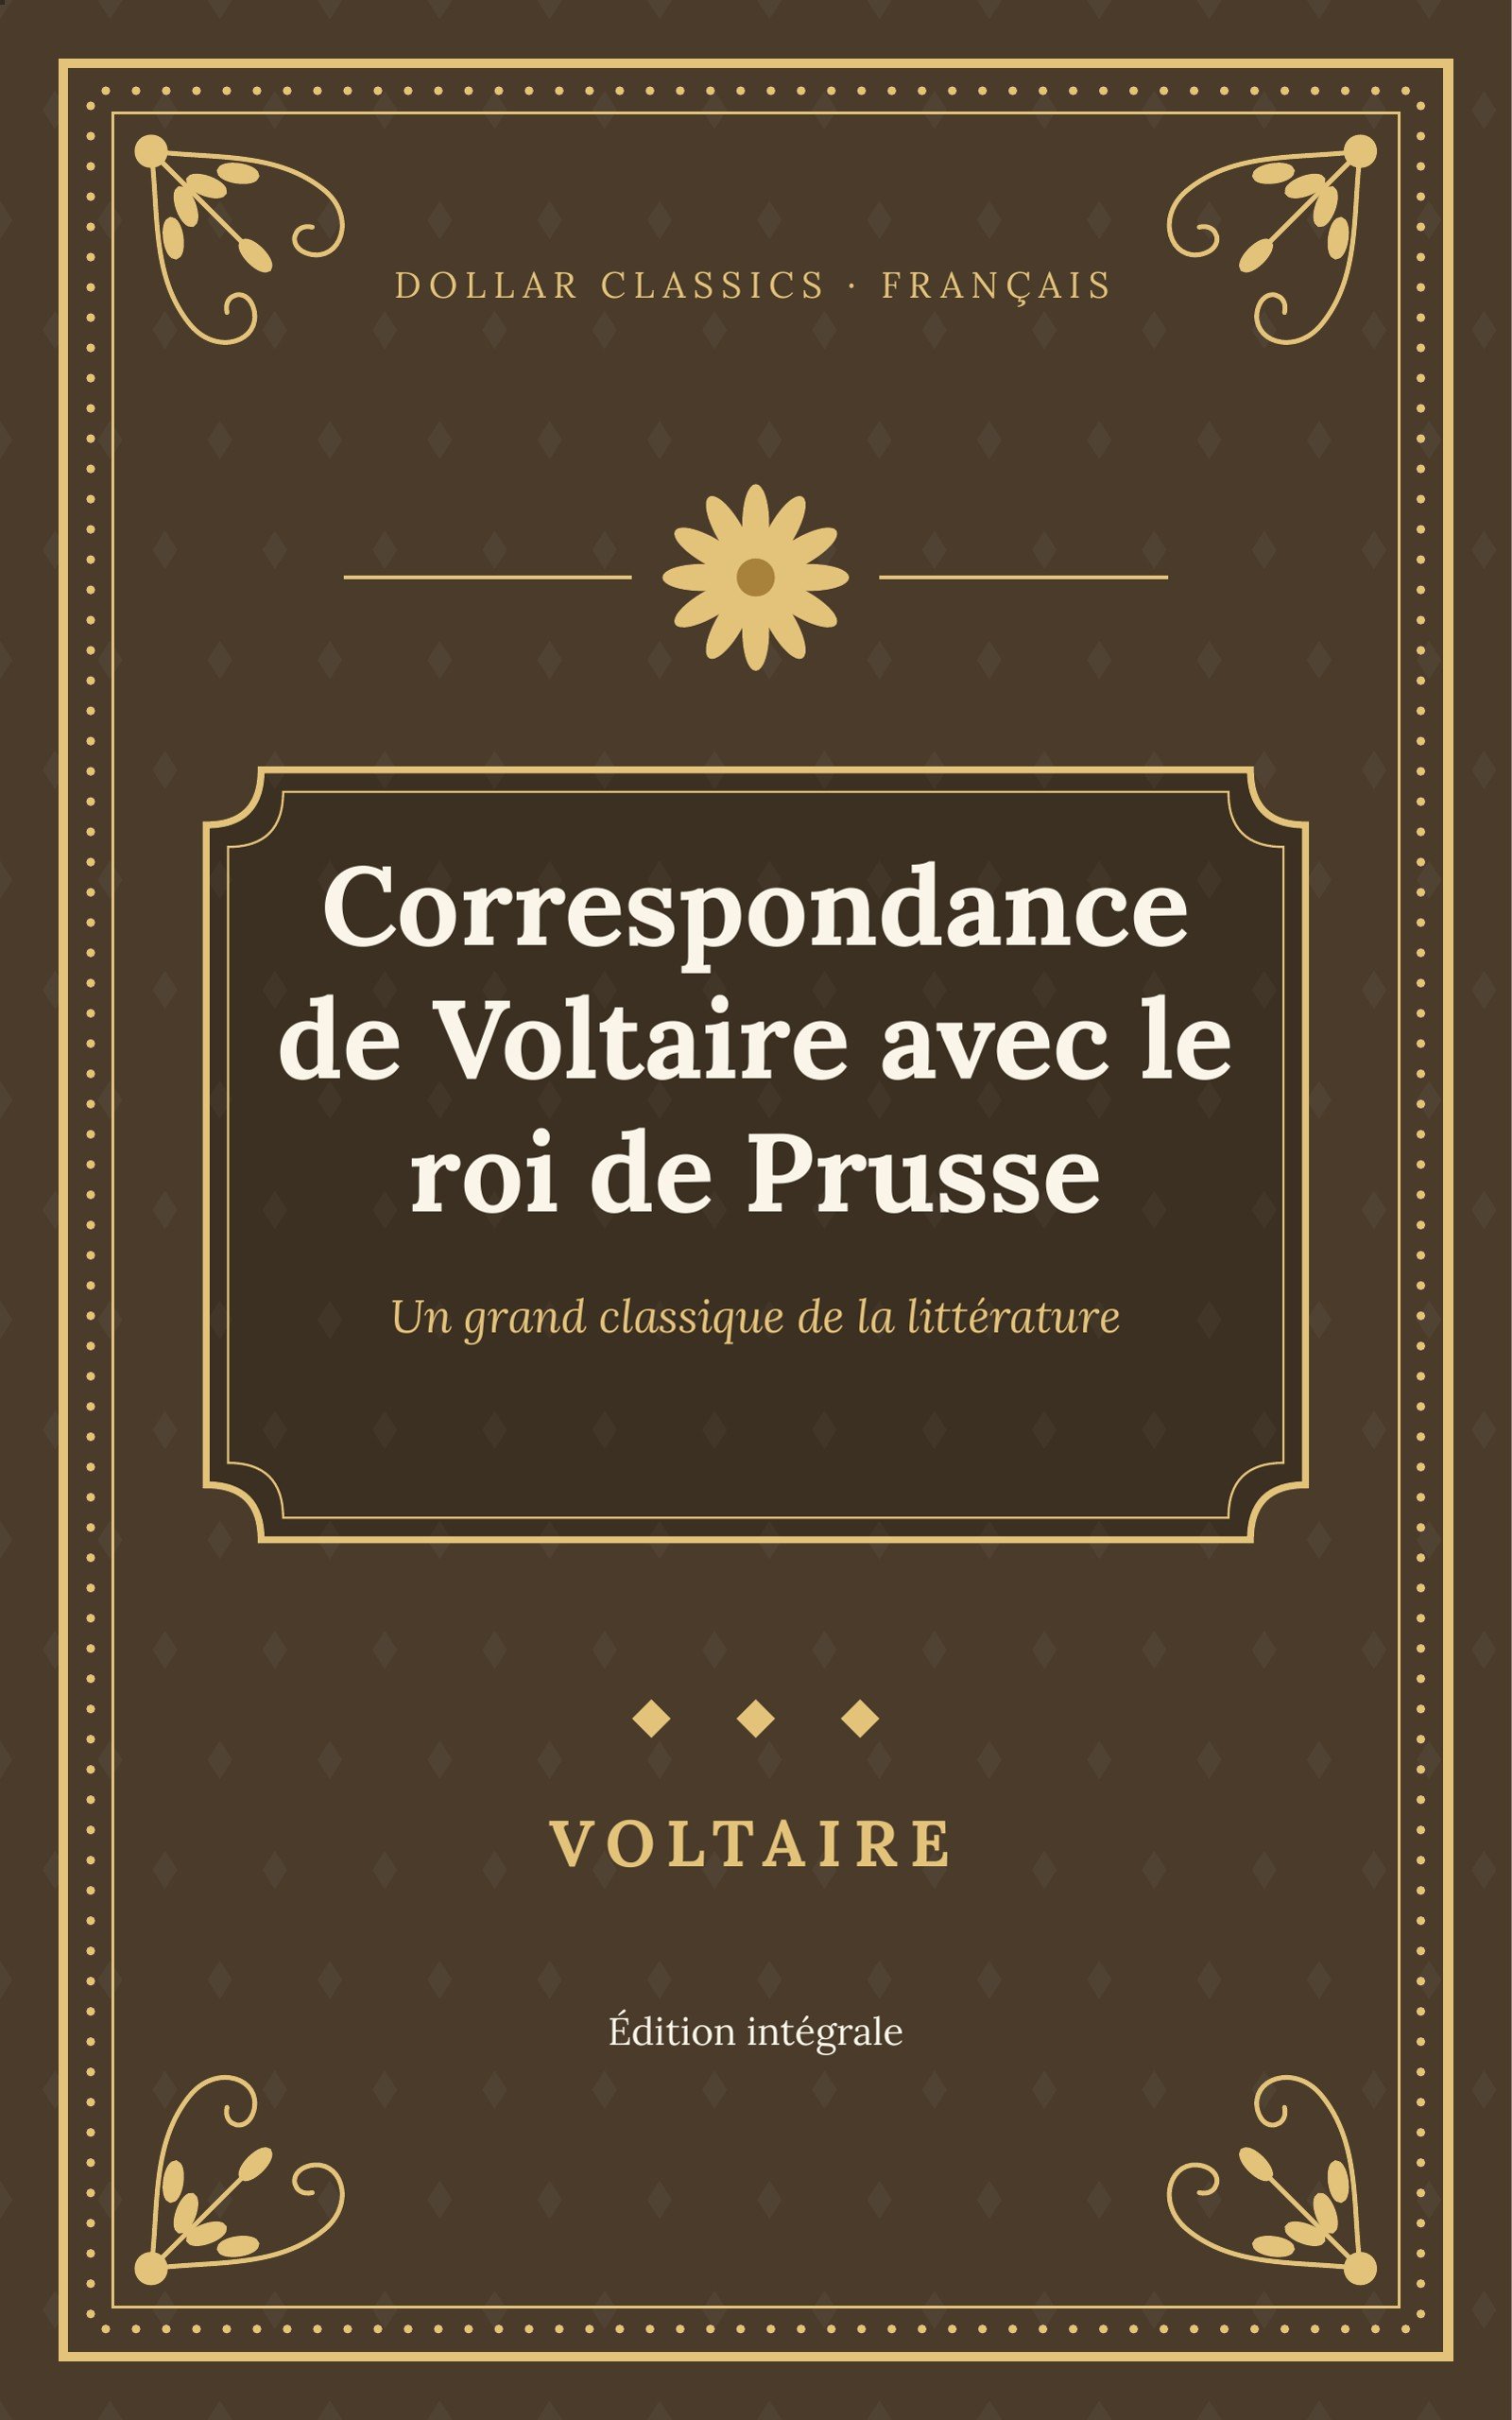 DOLLAR CLASSICS · FRANÇAIS
Correspondance
de Voltaire avec le
roi de Prusse
Un grand classique de la littérature
VOLTAIRE
Édition intégrale